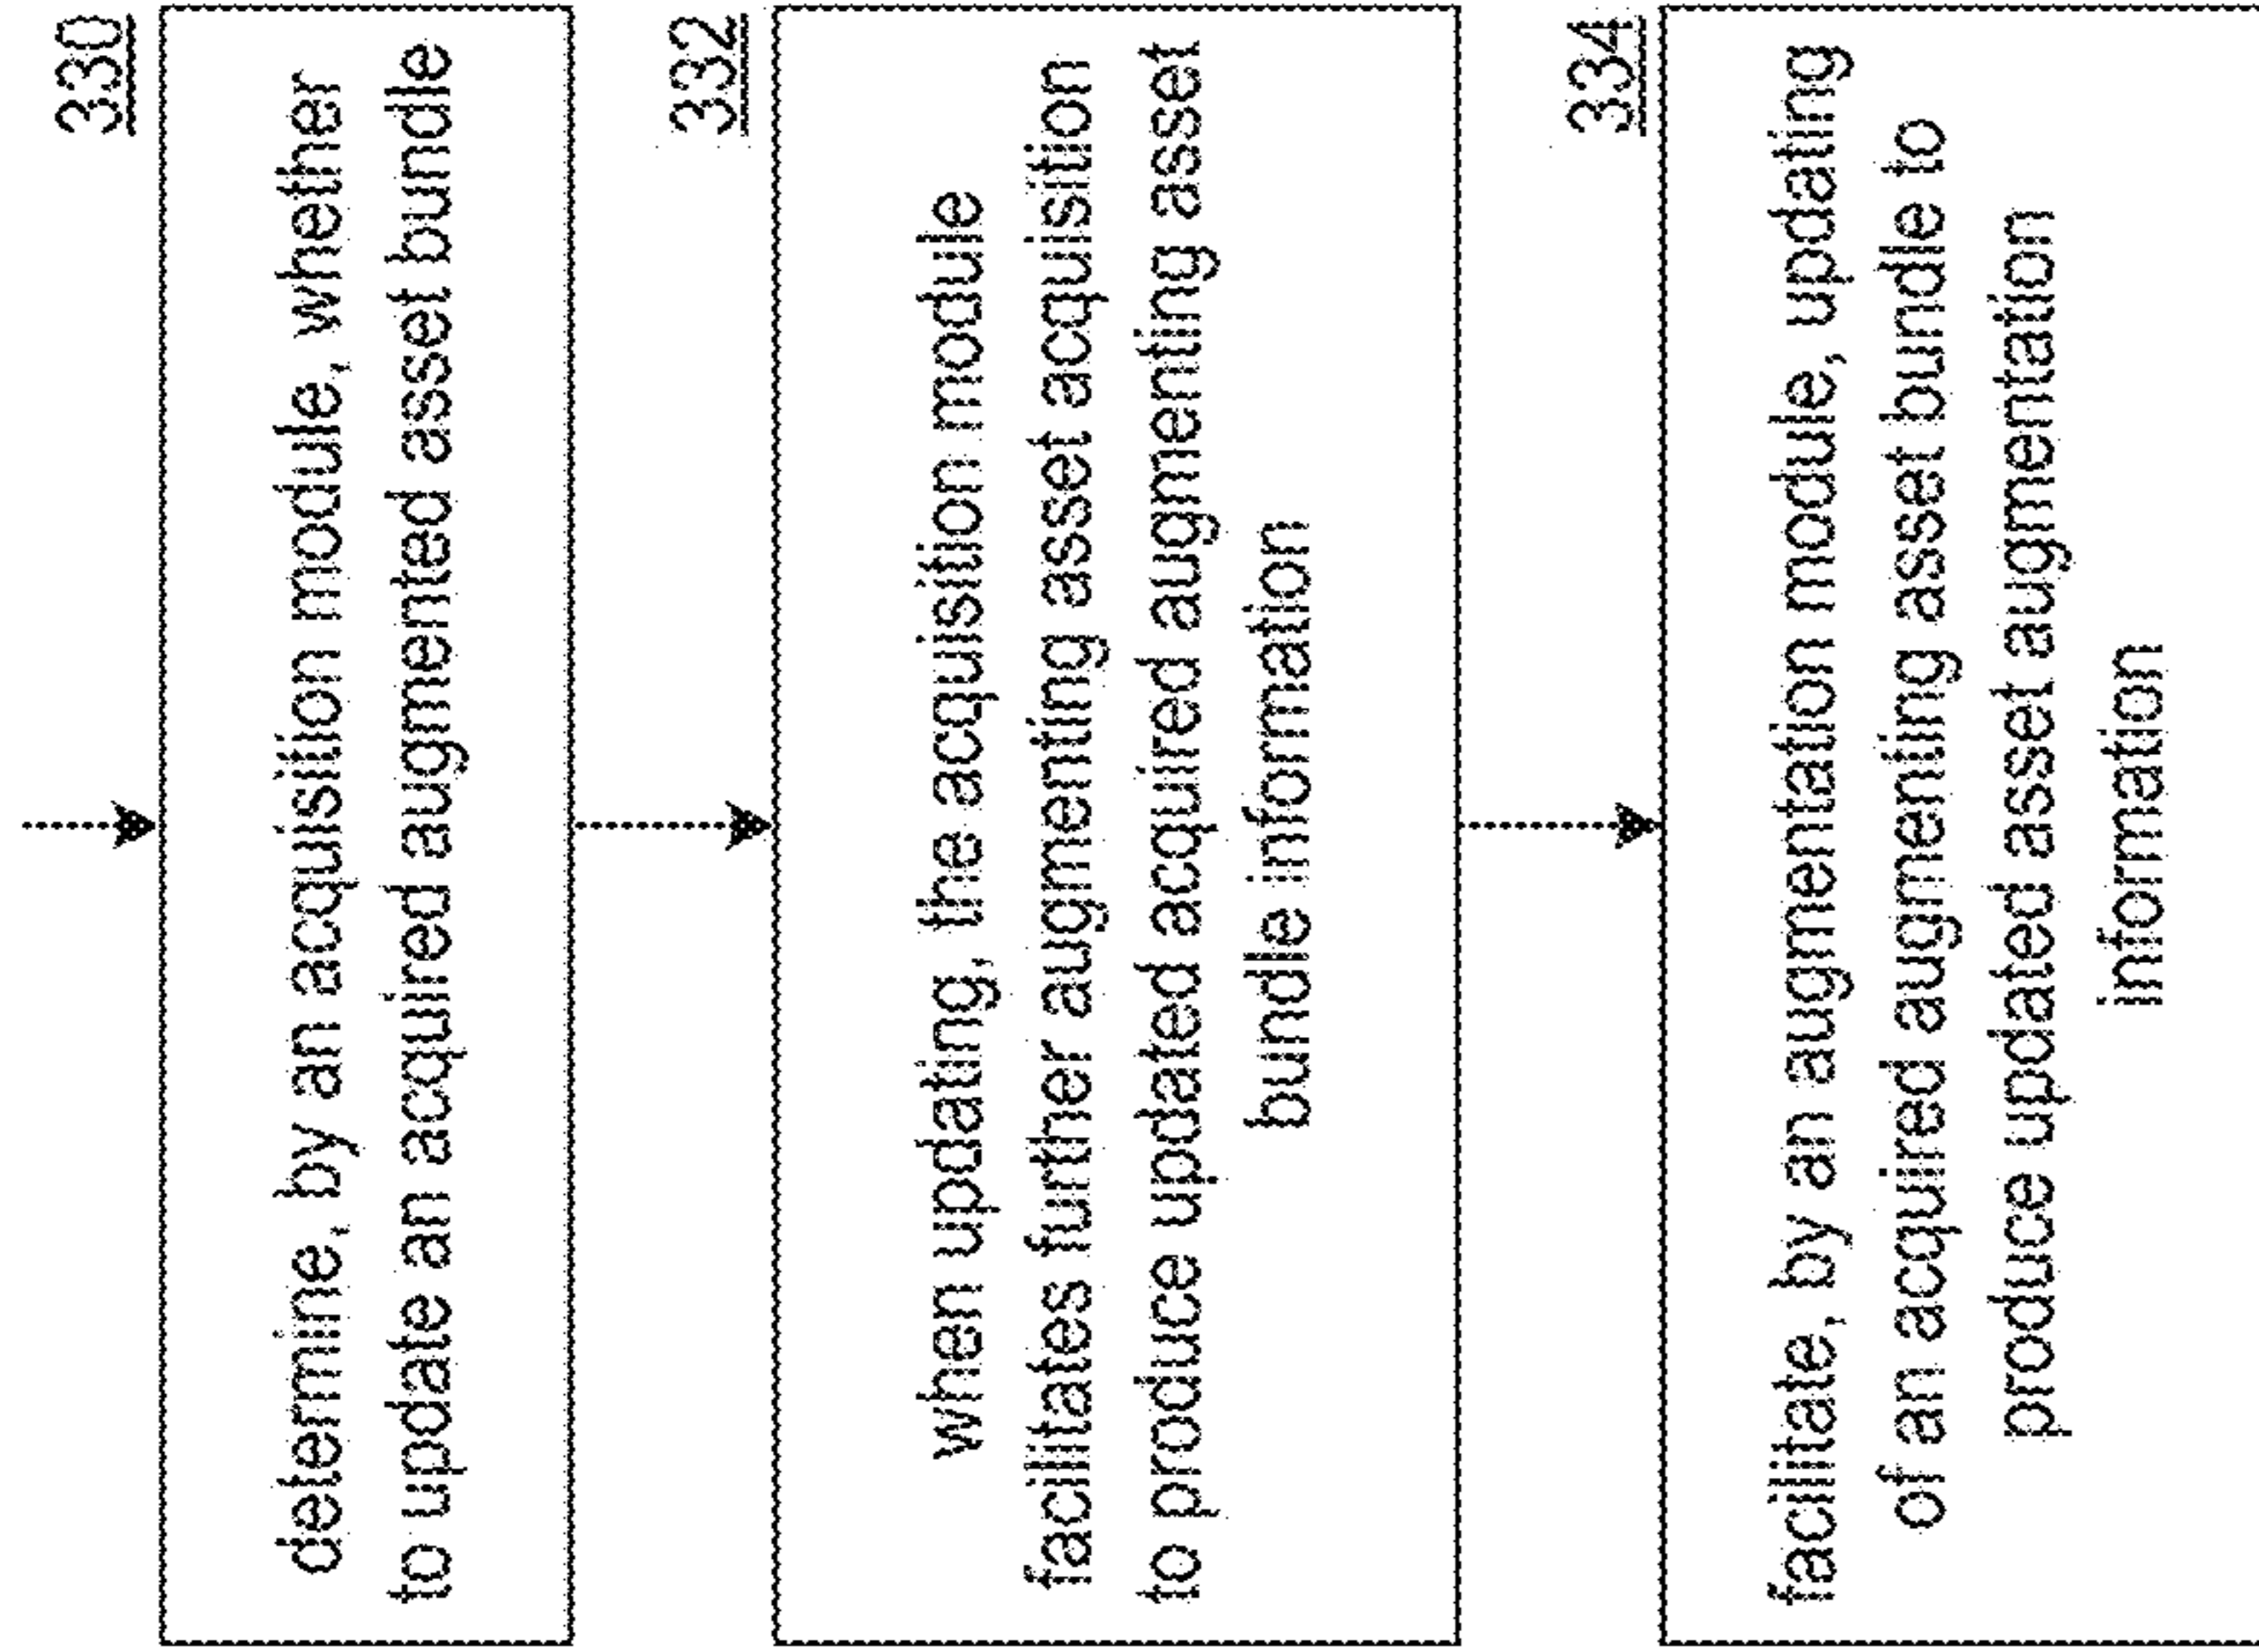 330
determine, by an acquisition module, whether
to update an acquired augmented asset bundle
332
when updating, the acquisition module
facilitates further augmenting asset acquisition
to produce updated acquired augmenting asset
bundle information
334
facilitate, by an augmentation module, updating
of an acquired augmenting asset bundle to
produce updated asset augmentation
information